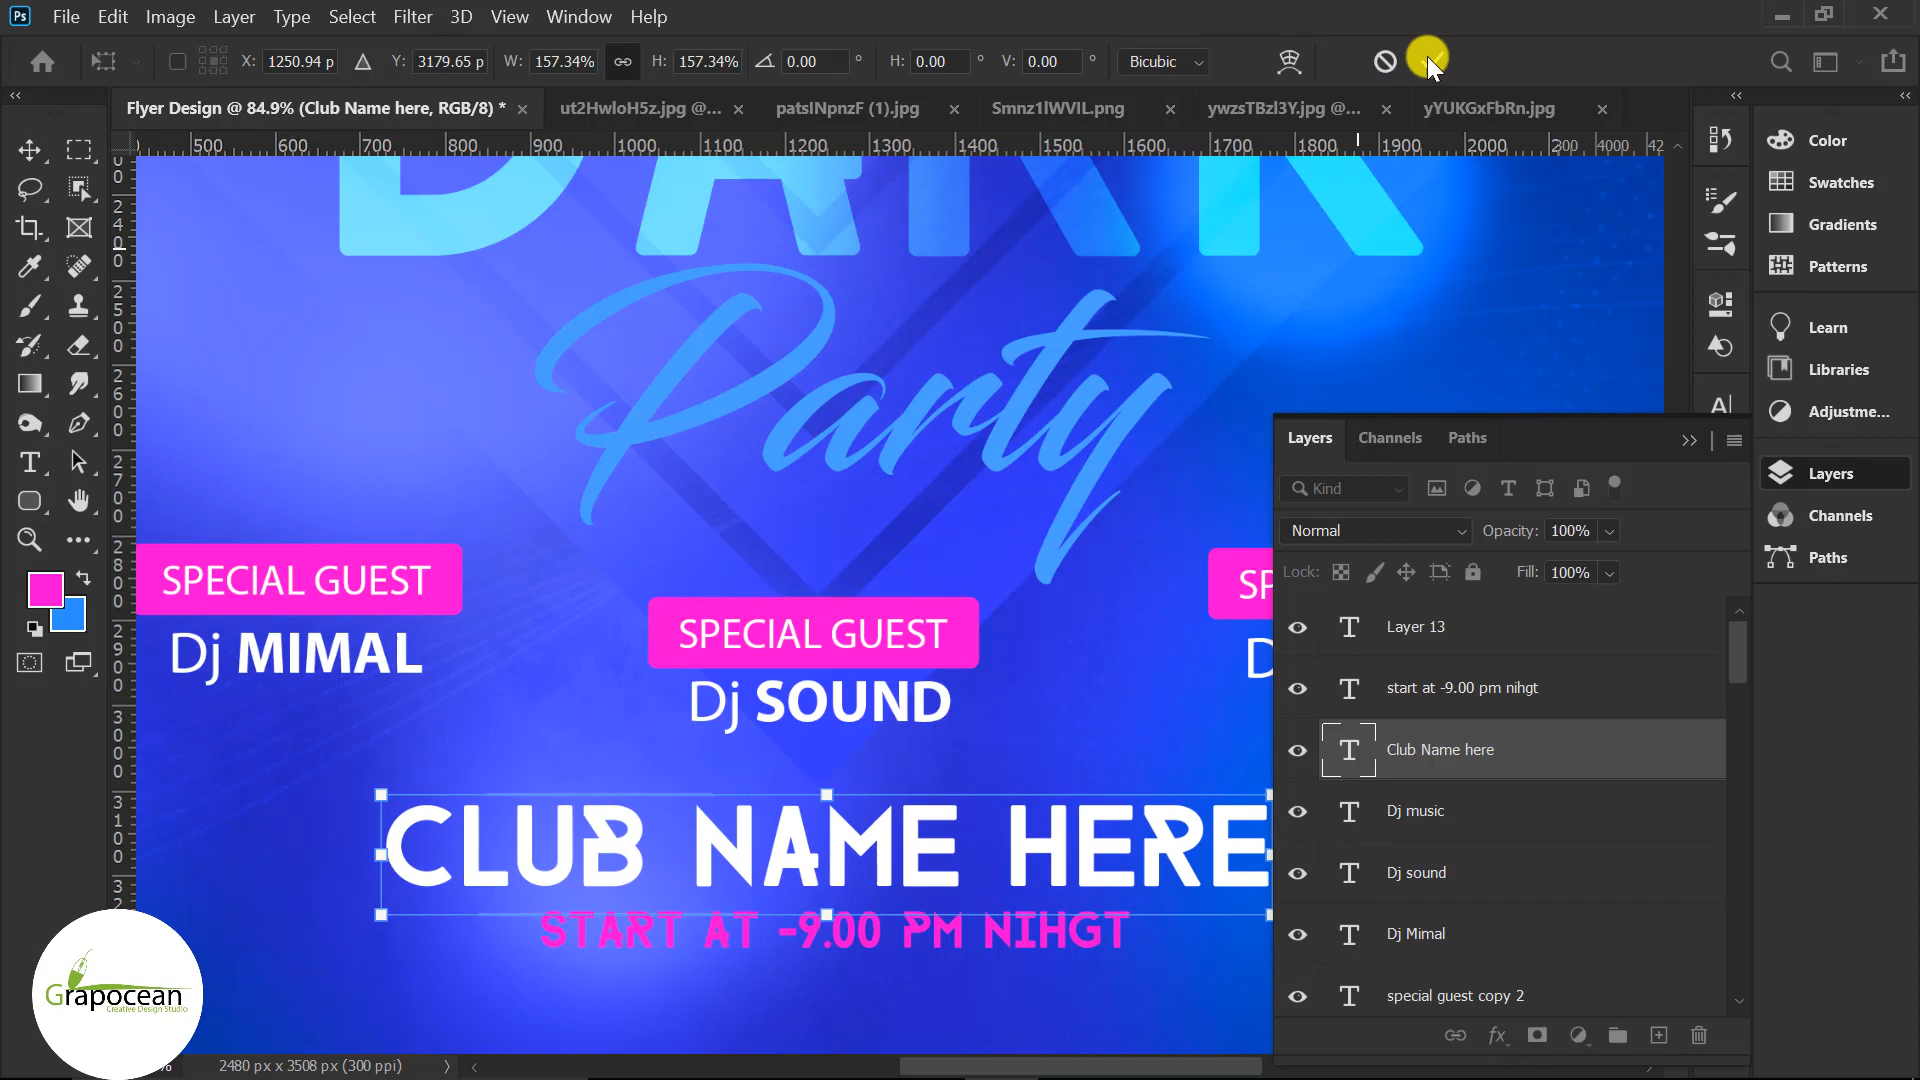 Ps File Edit Image Layer Type Select Filter 3D View Window Help
X: 1250.94 p Y: 3179.65 p W: 157.34% H: 157.34% 0.00 ° H: 0.00 ° V: 0.00 ° Bicubic
Flyer Design @ 84.9% (Club Name here, RGB/8) * × ut2HwloH5z.jpg @... × patsINpnzF (1).jpg × Smnz1lWVIL.png × ywzsTBzl3Y.jpg @... × yYUKGxFbRn.jpg ×
500 600 700 800 900 1000 1100 1200 1300 1400 1500 1600 1700 1800 1900 2000
DARK
Party
SPECIAL GUEST
Dj MIMAL
SPECIAL GUEST
Dj SOUND
SP
D
CLUB NAME HERE
START AT -9.00 PM NIHGT
Color
Swatches
Gradients
Patterns
Learn
Libraries
Adjustme...
Layers
Channels
Paths
Layers Channels Paths
Kind
Normal Opacity: 100%
Lock: Fill: 100%
Layer 13
start at -9.00 pm nihgt
Club Name here
Dj music
Dj sound
Dj Mimal
special guest copy 2
fx
Grapocean
Creative Design Studio
2480 px x 3508 px (300 ppi)